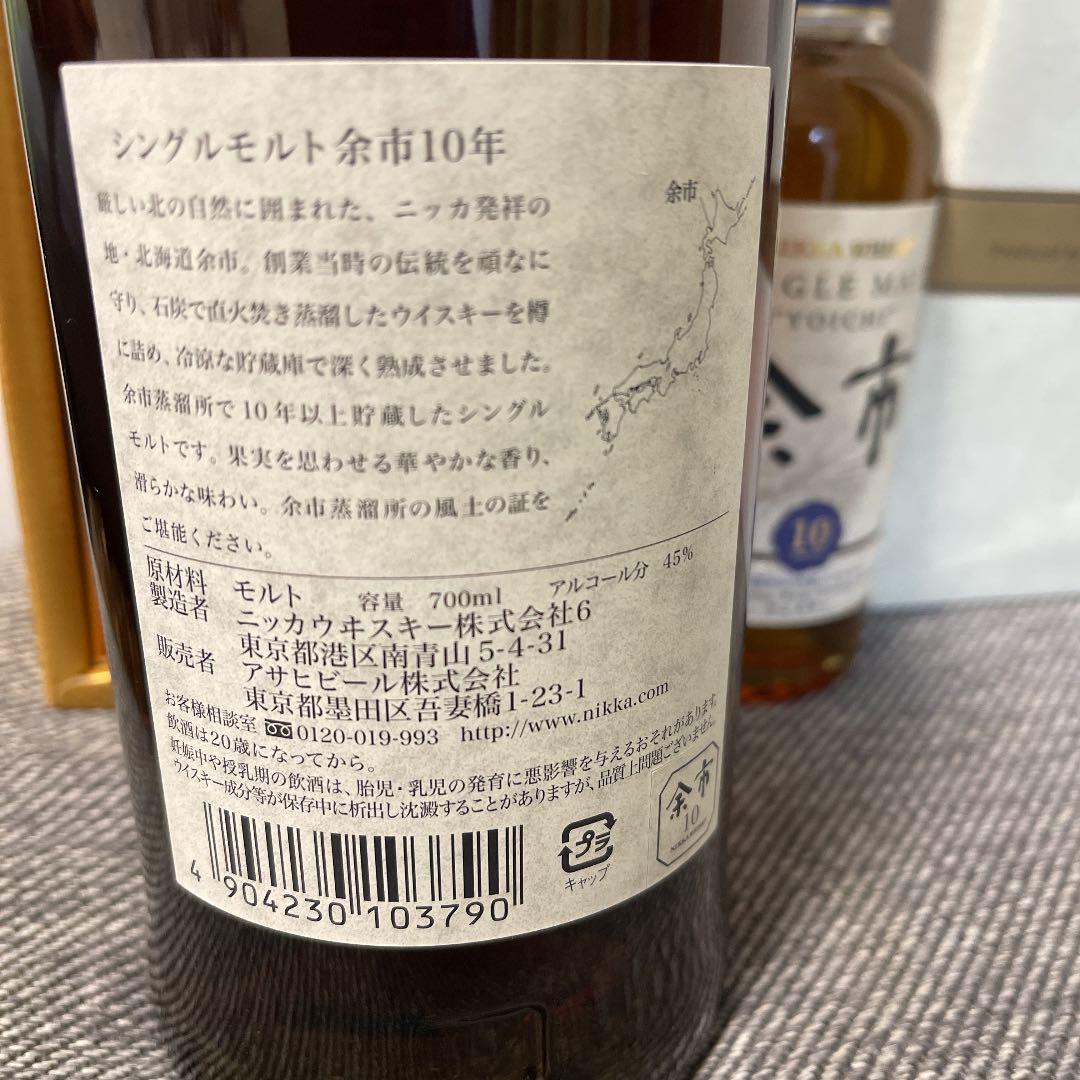 シングルモルト余市10年
厳しい北の自然に囲まれた、ニッカ発祥の
地・北海道余市。創業当時の伝統を頑なに
守り、石炭で直火焚き蒸溜したウイスキーを樽
に詰め、冷涼な貯蔵庫で深く熟成させました。
余市蒸溜所で10年以上貯蔵したシングル
モルトです。果実を思わせる華やかな香り、
滑らかな味わい。余市蒸溜所の風土の証を
ご堪能ください。
余市
原材料 モルト 容量 700ml アルコール分 45%
製造者 ニッカウヰスキー株式会社6
東京都港区南青山5-4-31
販売者 アサヒビール株式会社
東京都墨田区吾妻橋1-23-1
お客様相談室 0120-019-993 http://www.nikka.com
飲酒は20歳になってから。
妊娠中や授乳期の飲酒は、胎児・乳児の発育に悪影響を与えるおそれがあります。
ウイスキー成分等が保存中に析出し沈澱することがありますが、品質上問題ございません。
4 904230 103790
プラ
キャップ
余市
10
NIKKA WHISKY
GLE MA
YOICHI
余市
10